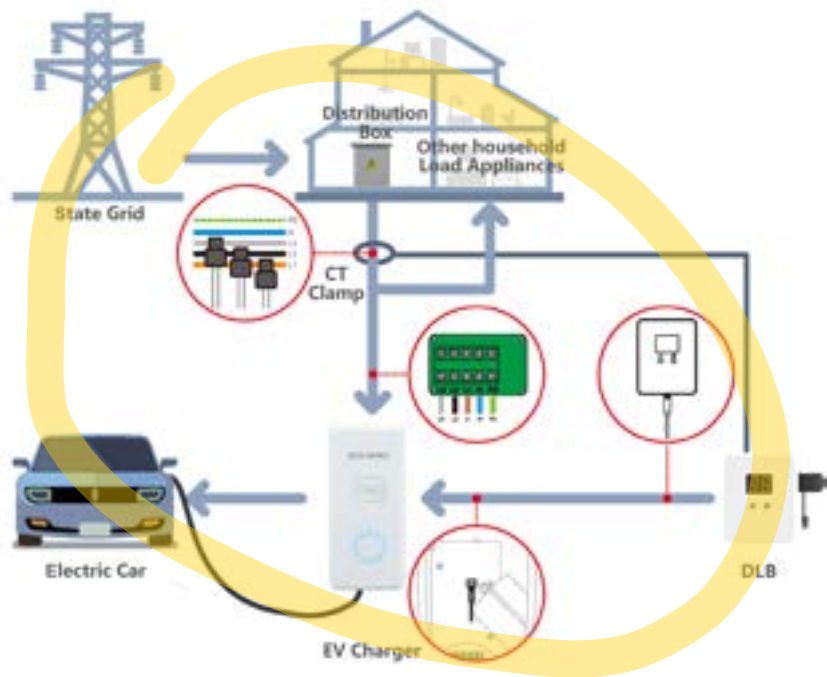 Distribution
Box
Other household
Load Appliances
State Grid
CT
Clamp
Electric Car
DLB
EV Charger